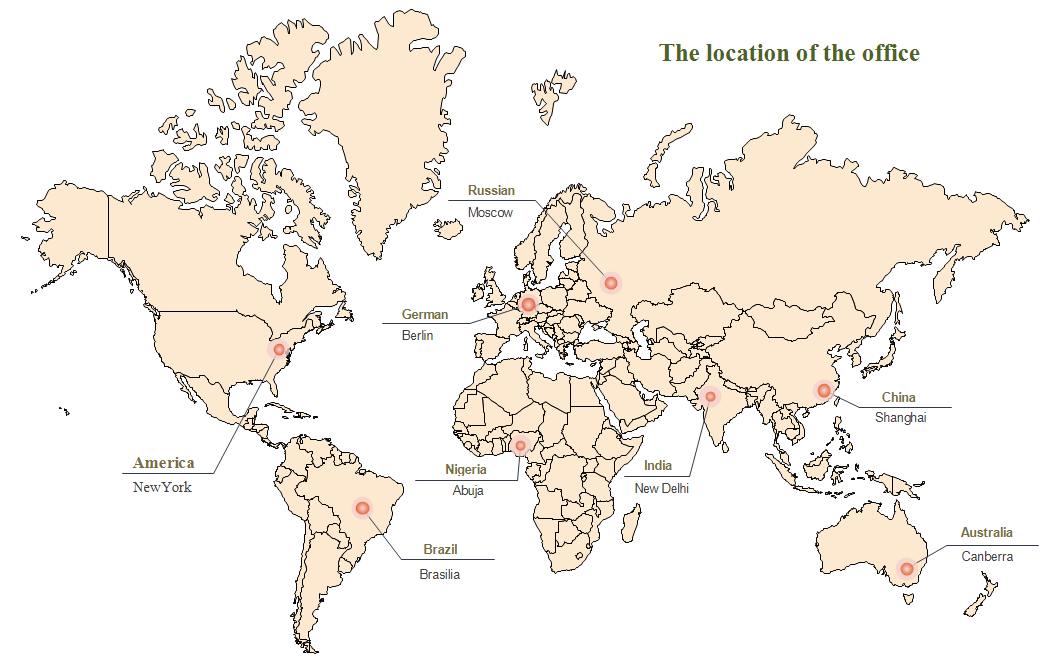 The location of the office
Russian
Moscow
German
Berlin
China
Shanghai
America
NewYork
Nigeria
Abuja
India
New Delhi
Australia
Canberra
Brazil
Brasilia